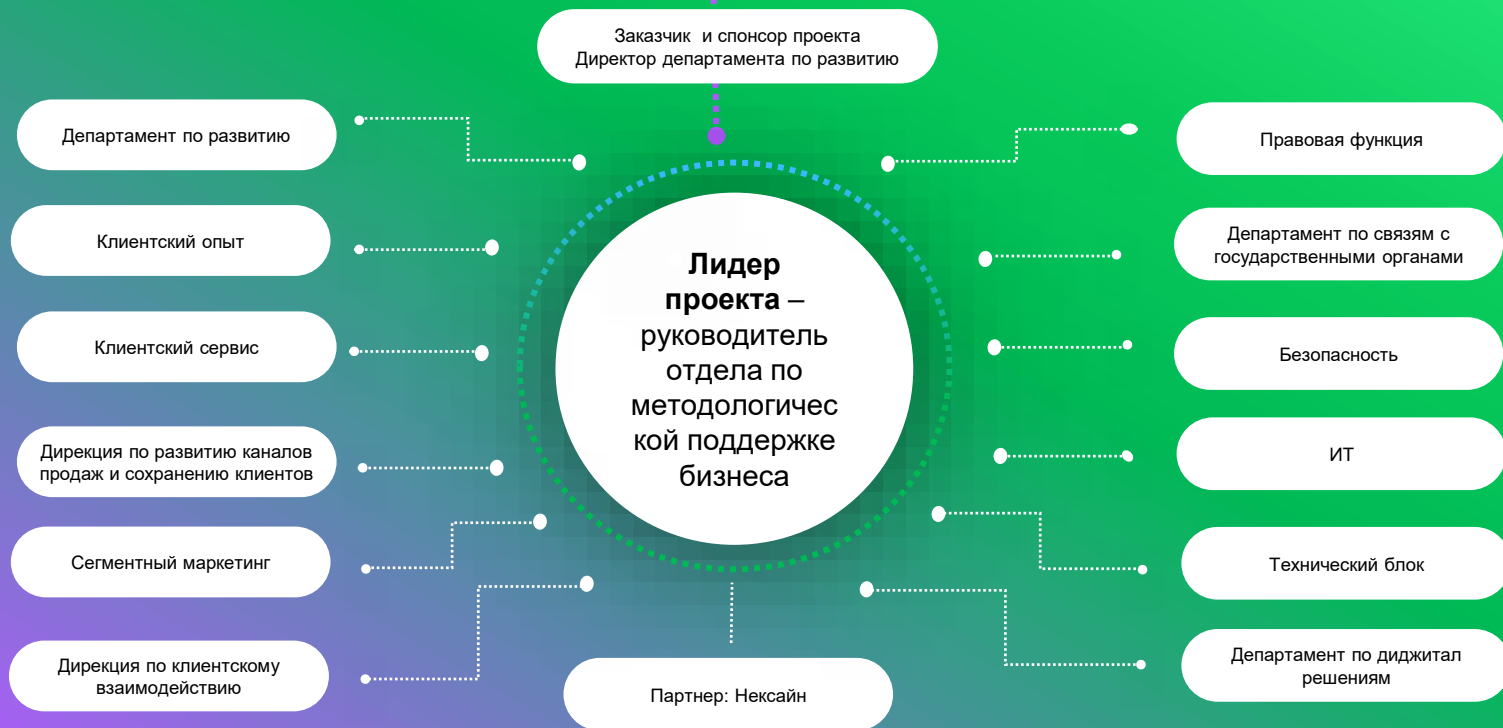 Заказчик и спонсор проекта
Директор департамента по развитию
Департамент по развитию
Клиентский опыт
Клиентский сервис
Дирекция по развитию каналов
продаж и сохранению клиентов
Сегментный маркетинг
Дирекция по клиентскому
взаимодействию
Лидер
проекта –
руководитель
отдела по
методологичес
кой поддержке
бизнеса
Партнер: Нексайн
Правовая функция
Департамент по связям с
государственными органами
Безопасность
ИТ
Технический блок
Департамент по диджитал
решениям